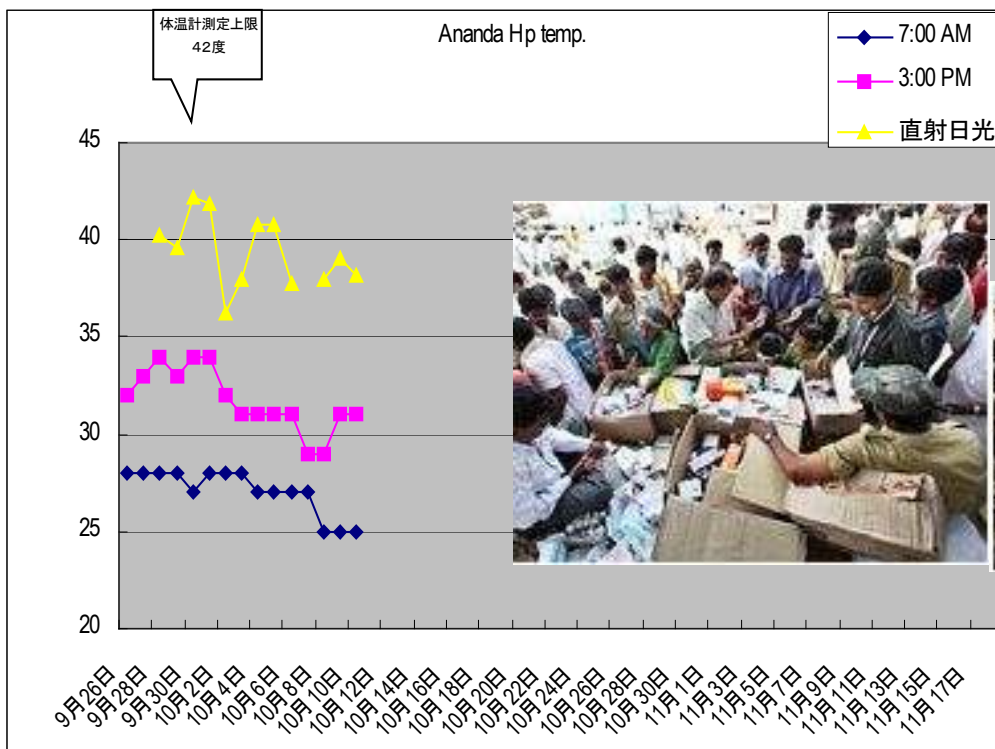 体温計測定上限
42度
Ananda Hp temp.
7:00 AM
3:00 PM
直射日光
45
40
35
30
25
20
9月26日
9月28日
9月30日
10月2日
10月4日
10月6日
10月8日
10月10日
10月12日
10月14日
10月16日
10月18日
10月20日
10月22日
10月24日
10月26日
10月28日
10月30日
11月1日
11月3日
11月5日
11月7日
11月9日
11月11日
11月13日
11月15日
11月17日